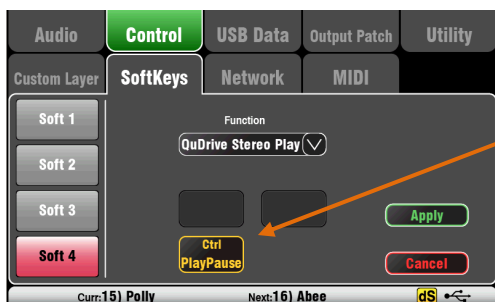 Audio
Control
USB Data
Output Patch
Utility
Custom Layer
SoftKeys
Network
MIDI
Soft 1
Soft 2
Soft 3
Soft 4
Function
QuDrive Stereo Play
Ctrl
PlayPause
Apply
Cancel
Curr:15) Polly
Next:16) Abee
dS